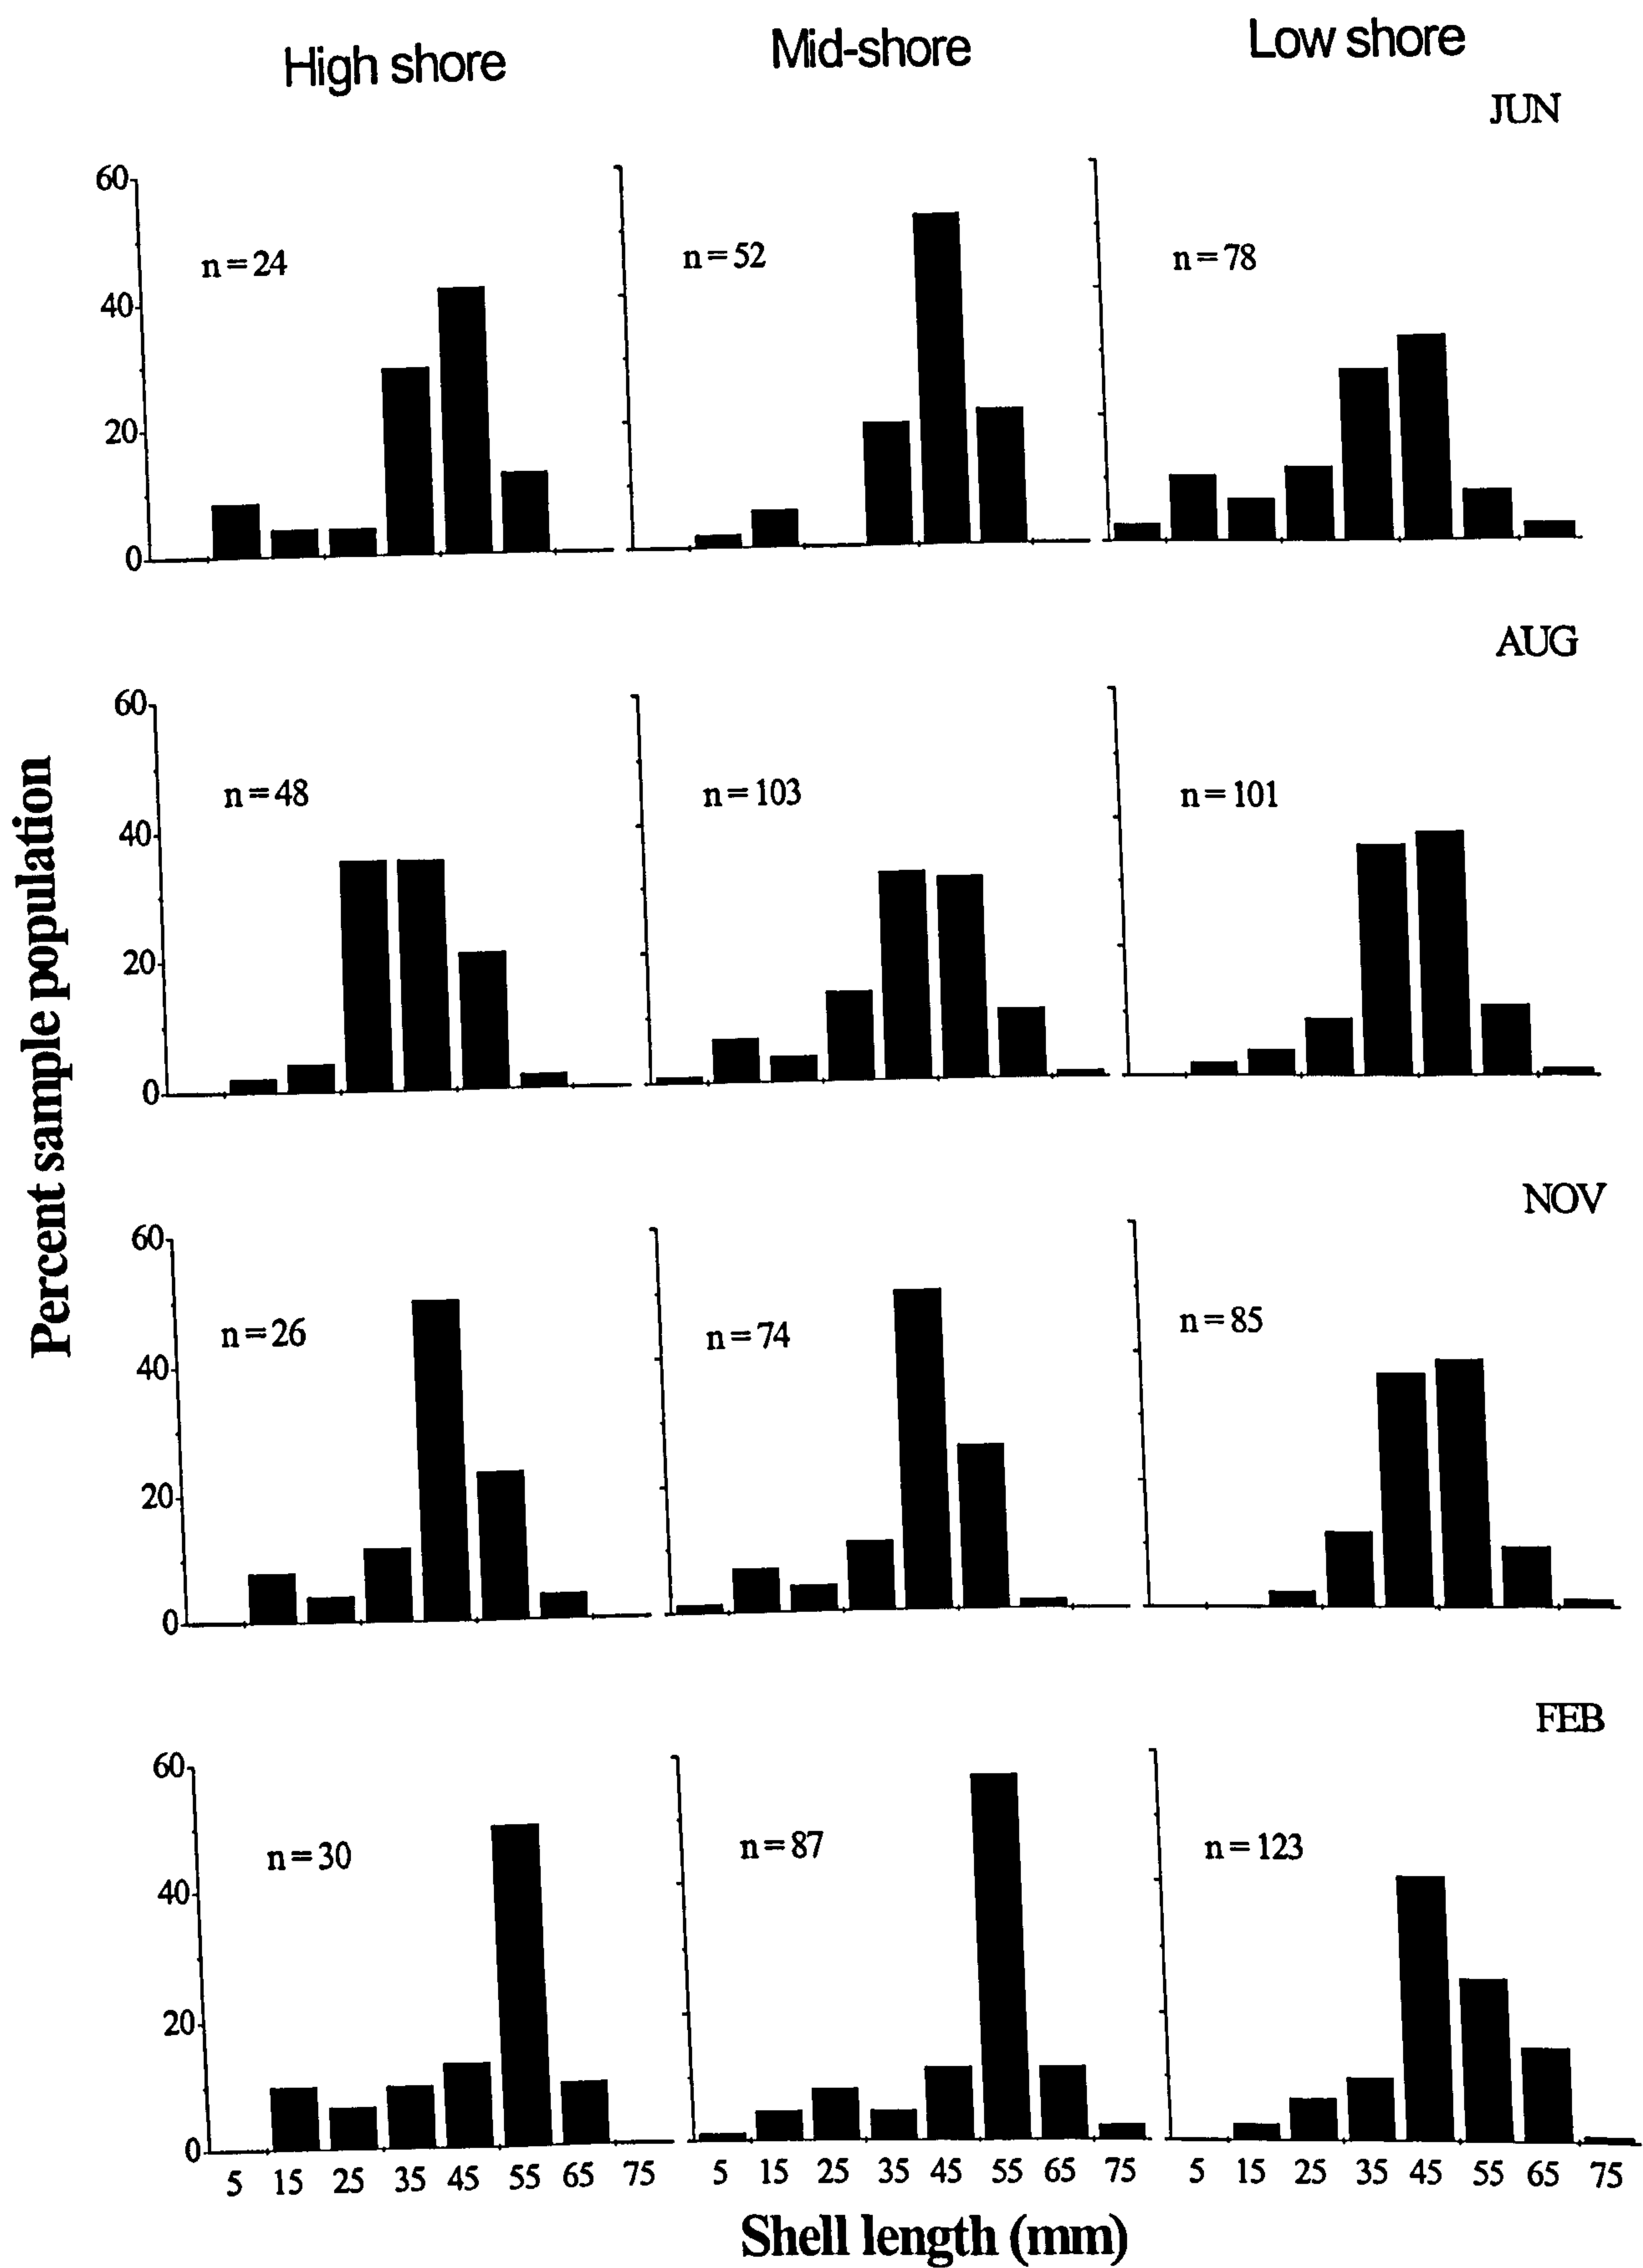 High shore Mid-shore Low shore
JUN
60
40
20
0
n=24
n=52
n=78
AUG
60
40
20
0
n=48
n=103
n=101
NOV
60
40
20
0
n=26
n=74
n=85
FEB
60
40
20
0
n=30
n=87
n=123
5 15 25 35 45 55 65 75 5 15 25 35 45 55 65 75 5 15 25 35 45 55 65 75
Shell length (mm)
Percent sample population